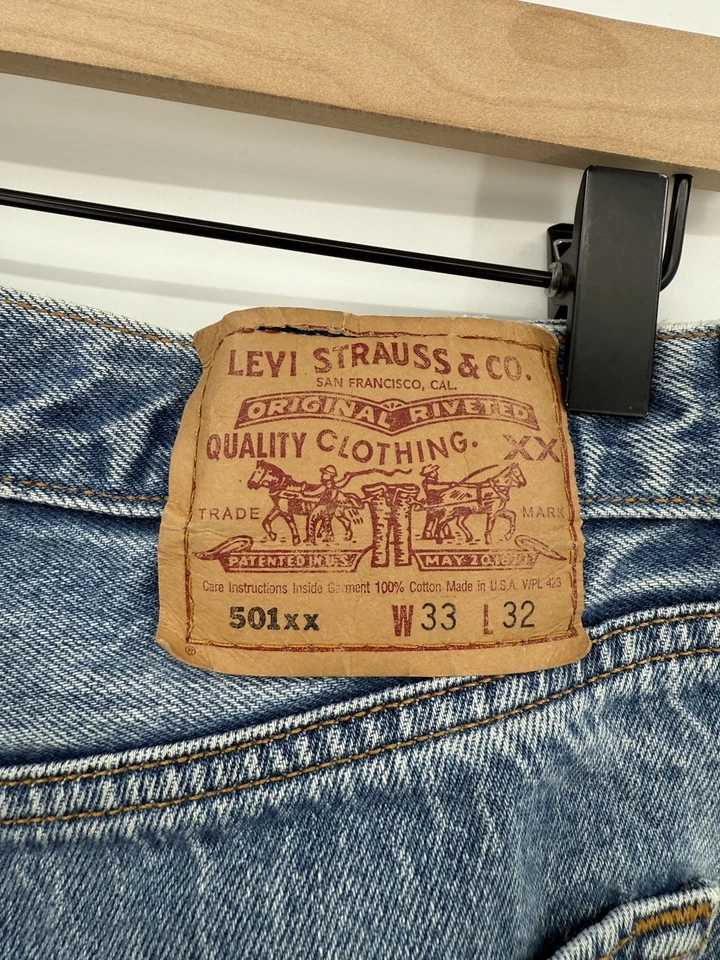 LEVI STRAUSS & CO.
SAN FRANCISCO, CAL.
ORIGINAL RIVETED
QUALITY CLOTHING. XX
TRADE MARK
PATENTED IN U.S. MAY 20 1873
Care Instructions Inside Garment 100% Cotton Made in U.S.A. WPL 423
501xx W 33 L 32
®